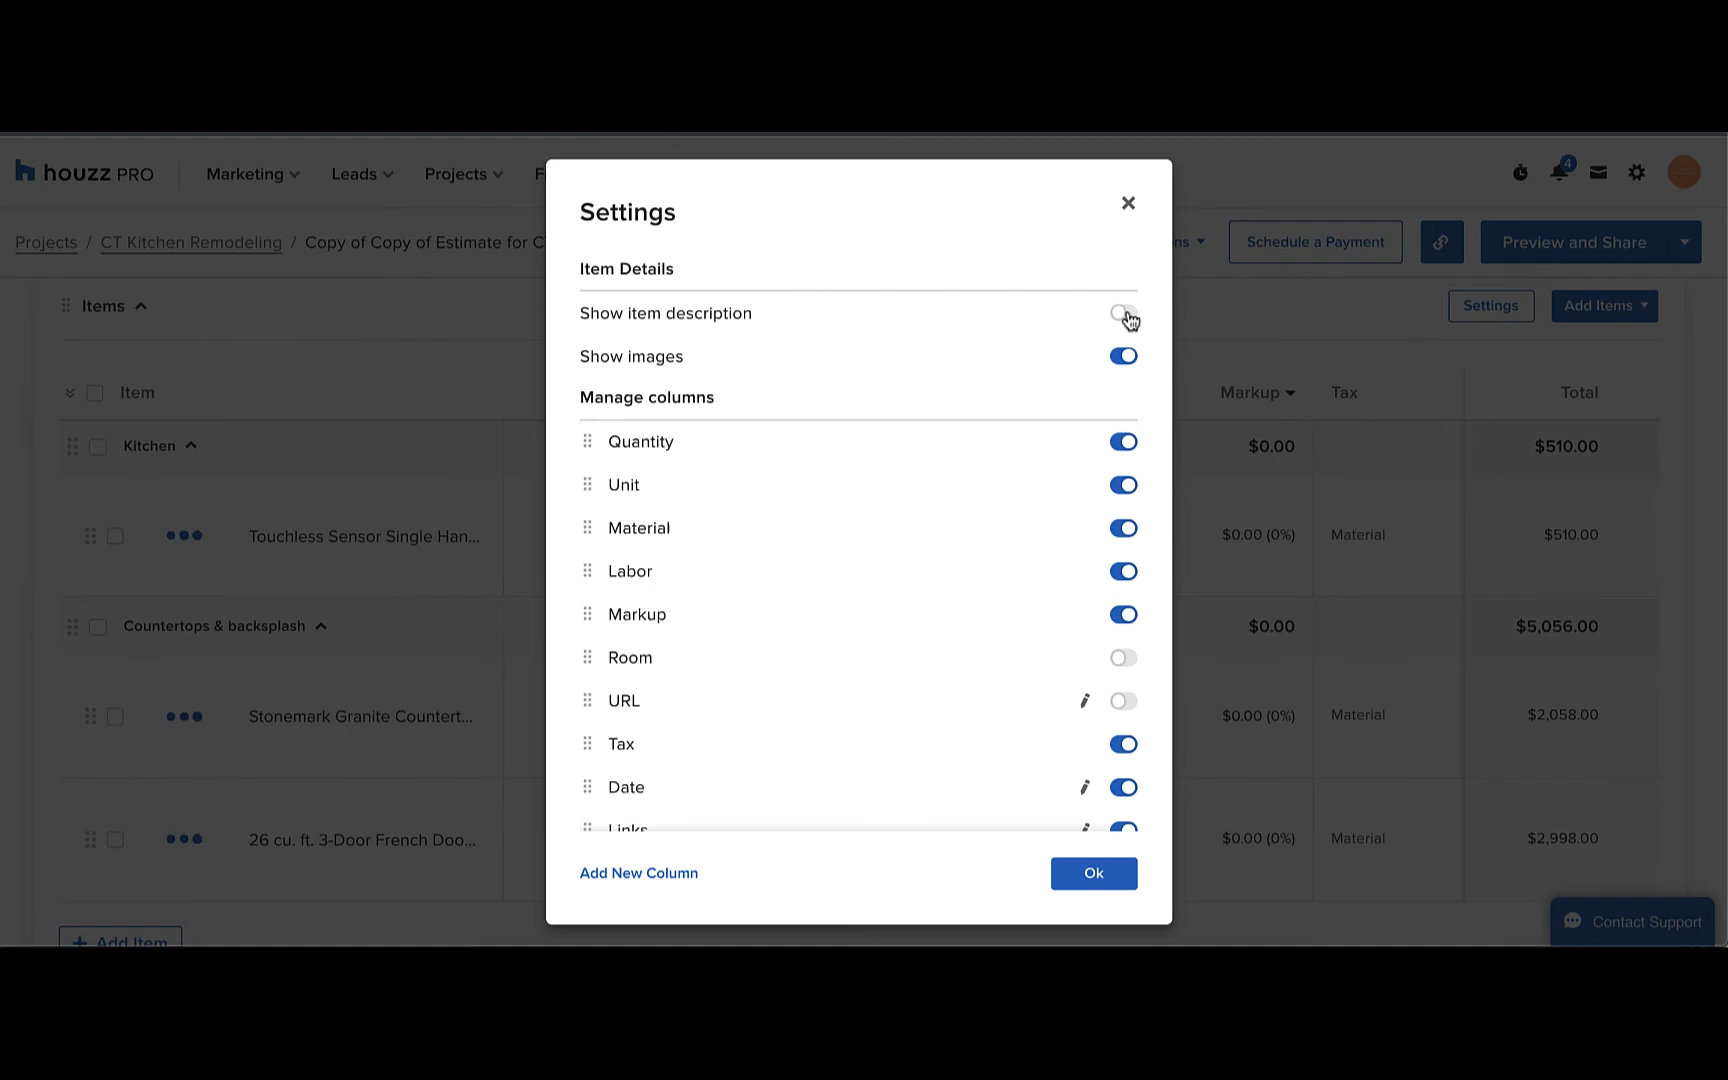 houzz PRO
Marketing
Leads
Projects
F
4
Projects / CT Kitchen Remodeling / Copy of Copy of Estimate for C
ns
Schedule a Payment
Preview and Share
Items
Settings
Add Items
Item
Markup
Tax
Total
Kitchen
$0.00
$510.00
Touchless Sensor Single Han...
$0.00 (0%)
Material
$510.00
Countertops & backsplash
$0.00
$5,056.00
Stonemark Granite Countert...
$0.00 (0%)
Material
$2,058.00
26 cu. ft. 3-Door French Doo...
$0.00 (0%)
Material
$2,998.00
+ Add Item
Contact Support
Settings
Item Details
Show item description
Show images
Manage columns
Quantity
Unit
Material
Labor
Markup
Room
URL
Tax
Date
Links
Add New Column
Ok